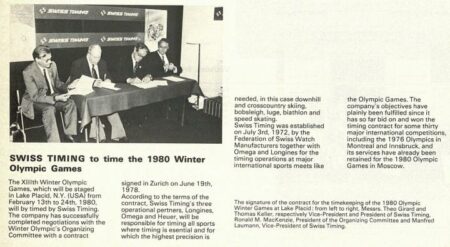 SWISS TIMING
SWISS TIMING
SWISS TIMING
SWISS TIMING to time the 1980 Winter
Olympic Games
The XIIIth Winter Olympic
Games, which will be staged
in Lake Placid, N.Y. (USA) from
February 13th to 24th, 1980,
will be timed by Swiss Timing.
The company has successfully
completed negotiations with the
Winter Olympic's Organizing
Committee with a contract
signed in Zurich on June 19th,
1978.
According to the terms of the
contract, Swiss Timing's three
operational partners, Longines,
Omega and Heuer, will be
responsible for timing all sports
where timing is esential and for
which the highest precision is
needed, in this case downhill
and crosscountry skiing,
bobsleigh, luge, biathlon and
speed skating.
Swiss Timing was established
on July 3rd, 1972, by the
Federation of Swiss Watch
Manufacturers together with
Omega and Longines for the
timing operations at major
international sports meets like
the Olympic Games. The
company's objectives have
plainly been fulfilled since it
has so far bid on and won the
timing contract for some thirty
major international competitions,
including the 1976 Olympics
in Montreal and Innsbruck, and
its services have already been
retained for the 1980 Olympic
Games in Moscow.
The signature of the contract for the timekeeping of the 1980 Olympic
Winter Games at Lake Placid : from left to right, Messrs. Theo Girard and
Thomas Keller, respectively Vice-President and President of Swiss Timing,
Ronald M. MacKenzie, President of the Organizing Committee and Manfred
Laumann, Vice-President of Swiss Timing.